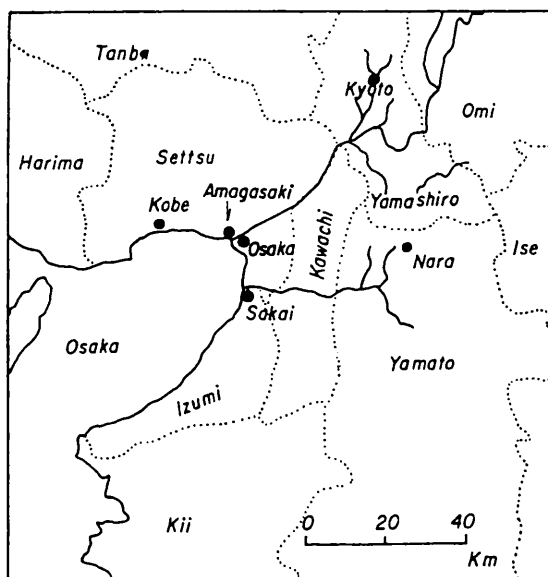 Tanba
Kyoto
Omi
Harima
Settsu
Amagasaki
Kobe
Yamashiro
Osaka
Kawachi
Nara
Ise
Sakai
Osaka
Yamato
Izumi
Kii
0 20 40
Km